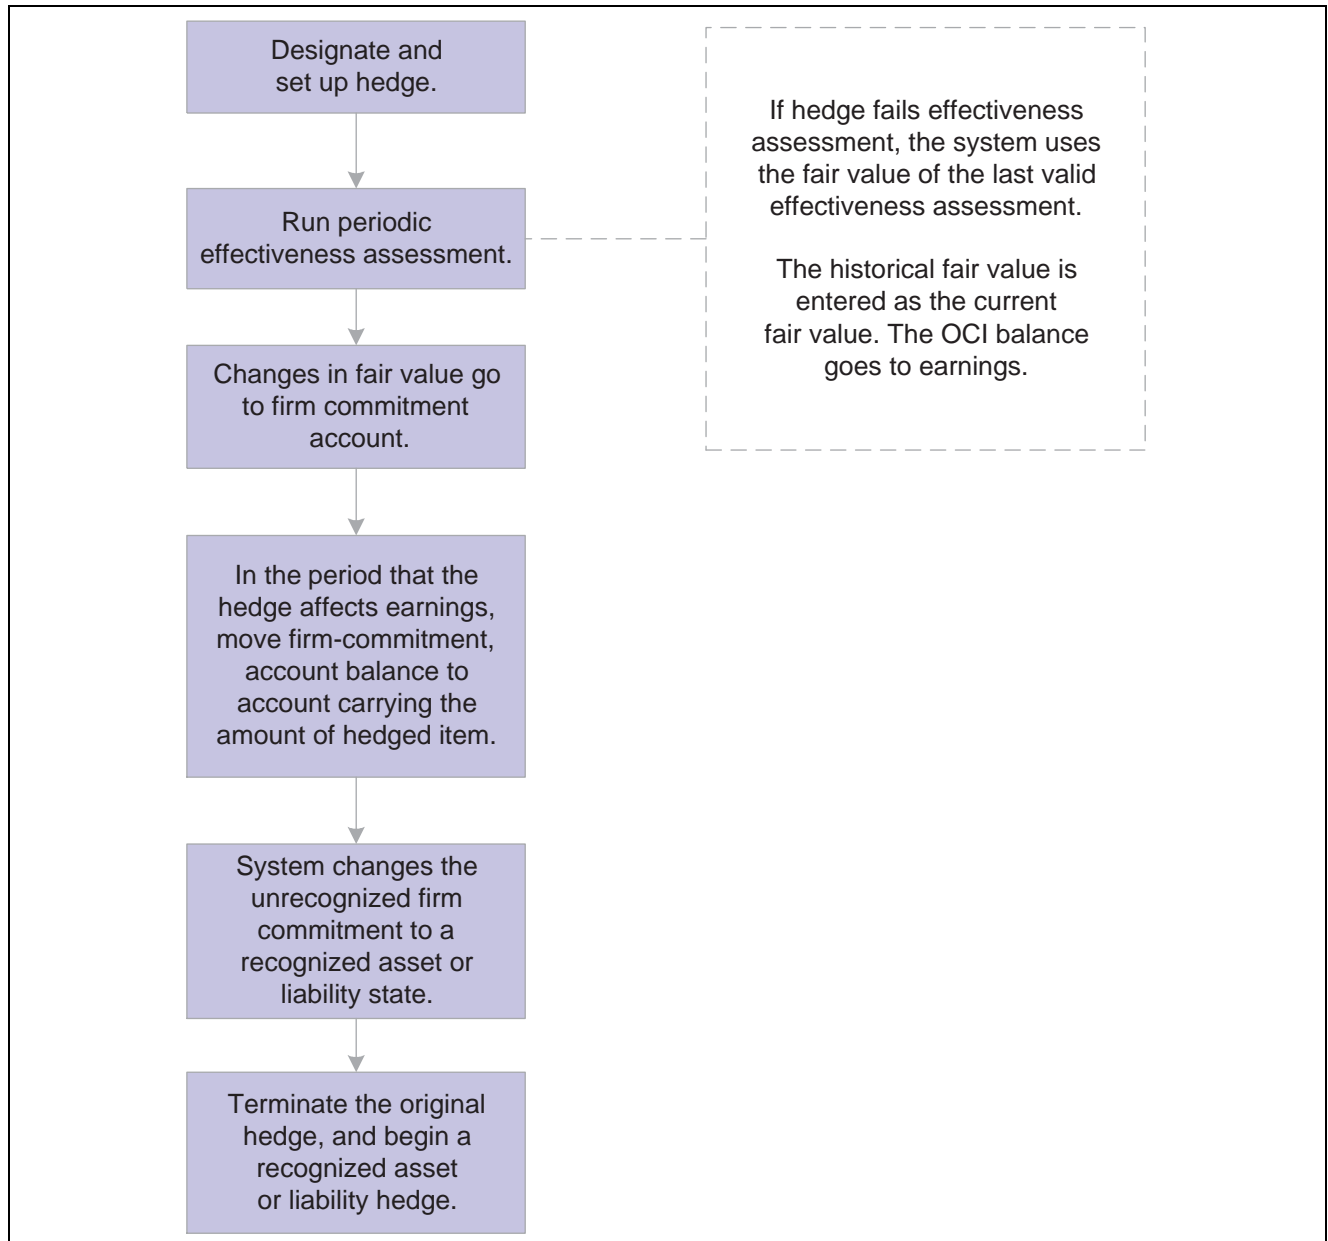 Designate and
set up hedge.
Run periodic
effectiveness assessment.
If hedge fails effectiveness
assessment, the system uses
the fair value of the last valid
effectiveness assessment.
The historical fair value is
entered as the current
fair value. The OCI balance
goes to earnings.
Changes in fair value go
to firm commitment
account.
In the period that the
hedge affects earnings,
move firm-commitment,
account balance to
account carrying the
amount of hedged item.
System changes the
unrecognized firm
commitment to a
recognized asset or
liability state.
Terminate the original
hedge, and begin a
recognized asset
or liability hedge.